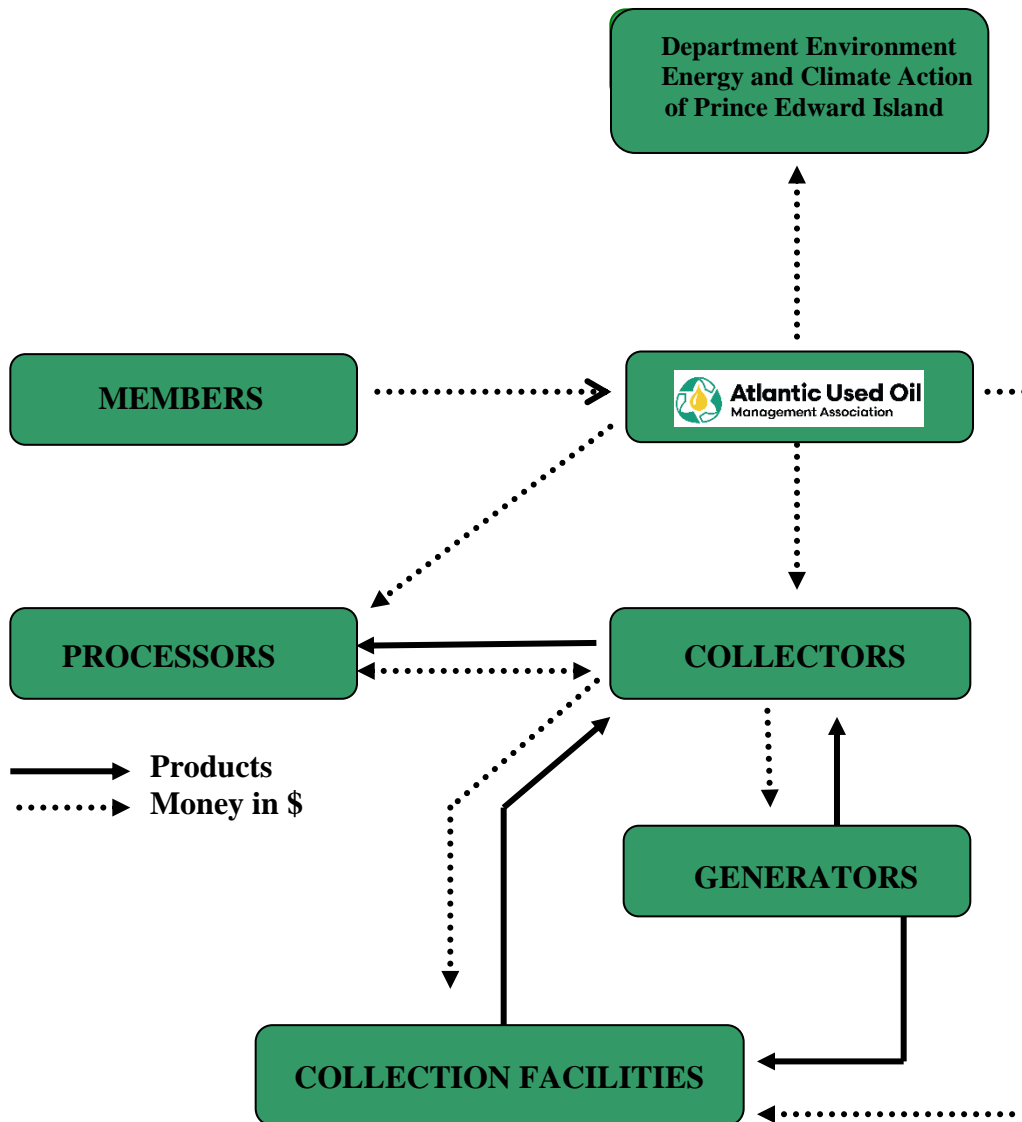 Department Environment
Energy and Climate Action
of Prince Edward Island
MEMBERS
Atlantic Used Oil
Management Association
PROCESSORS
COLLECTORS
Products
Money in $
GENERATORS
COLLECTION FACILITIES